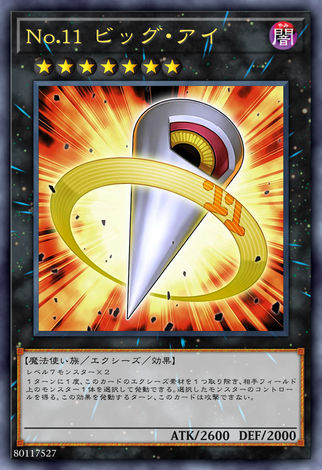 No.11 ビッグ・アイ
やみ
闇
11
【魔法使い族／エクシーズ／効果】
レベル７モンスター×２
１ターンに１度、このカードのエクシーズ素材を１つ取り除き、相手フィールド
上のモンスター１体を選択して発動できる。選択したモンスターのコントロー
ルを得る。この効果を発動するターン、このカードは攻撃できない。
ATK/2600 DEF/2000
80117527